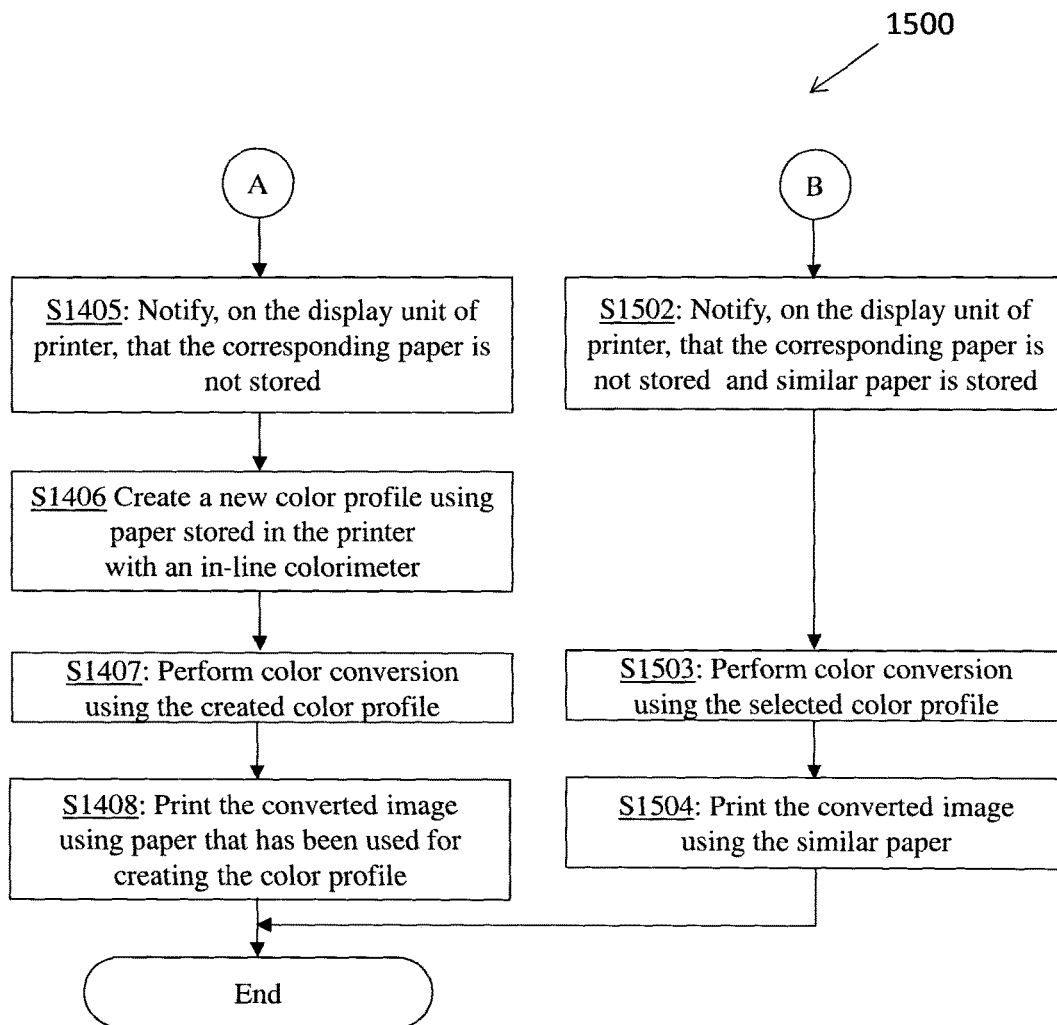 1500
A
S1405: Notify, on the display unit of
printer, that the corresponding paper is
not stored
S1406 Create a new color profile using
paper stored in the printer
with an in-line colorimeter
S1407: Perform color conversion
using the created color profile
S1408: Print the converted image
using paper that has been used for
creating the color profile
B
S1502: Notify, on the display unit of
printer, that the corresponding paper is
not stored and similar paper is stored
S1503: Perform color conversion
using the selected color profile
S1504: Print the converted image
using the similar paper
End